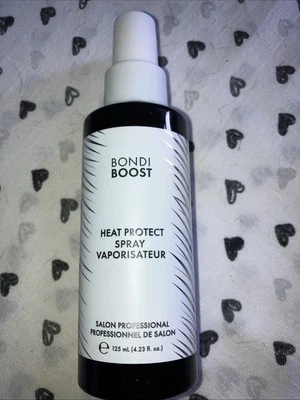 BONDI
BOOST
HEAT PROTECT
SPRAY
VAPORISATEUR
SALON PROFESSIONAL
PROFESSIONNEL DE SALON
℮ 125 mL (4.23 fl. oz.)